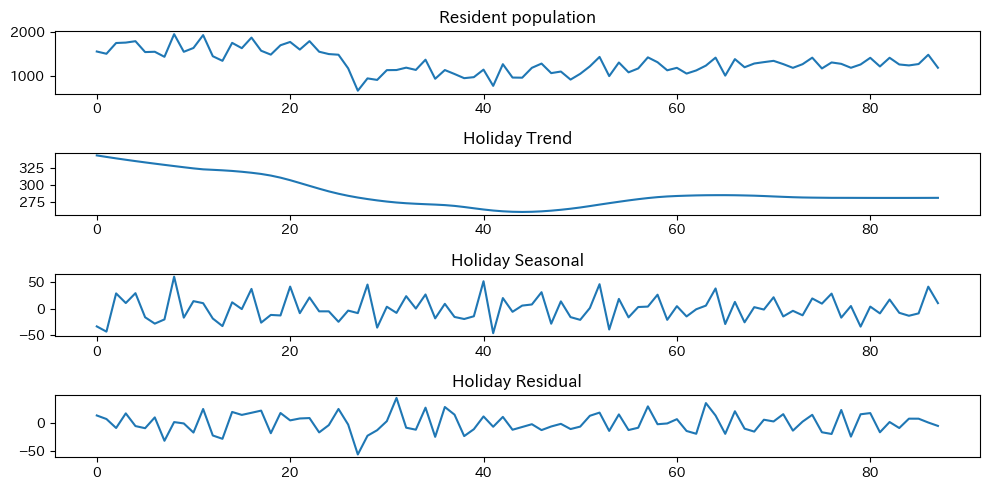 Resident population
2000
1000
0 20 40 60 80
Holiday Trend
325
300
275
0 20 40 60 80
Holiday Seasonal
50
0
−50
0 20 40 60 80
Holiday Residual
0
−50
0 20 40 60 80